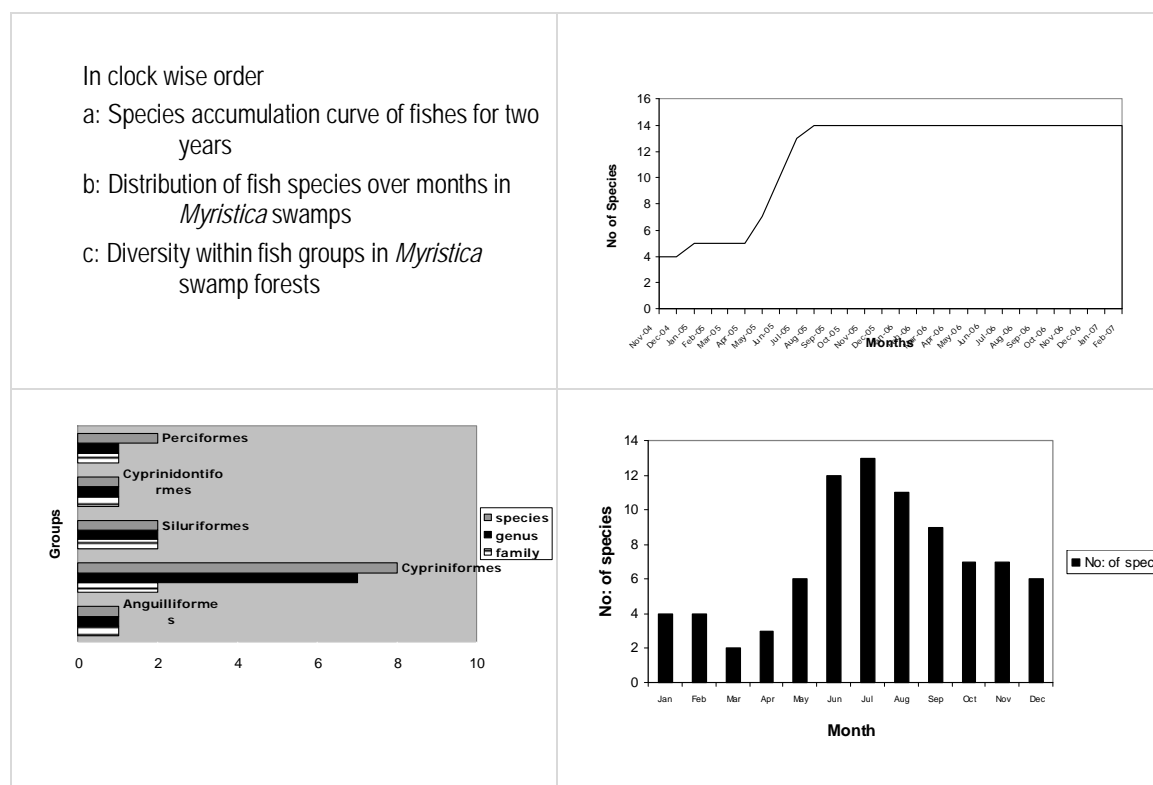 In clock wise order
a: Species accumulation curve of fishes for two
years
b: Distribution of fish species over months in
Myristica swamps
c: Diversity within fish groups in Myristica
swamp forests
16
14
12
10
8
6
4
2
0
No of Species
Nov-04
Dec-04
Jan-05
Feb-05
Mar-05
Apr-05
May-05
Jun-05
Jul-05
Aug-05
Sep-05
Oct-05
Nov-05
Dec-05
Jan-06
Feb-06
Mar-06
Apr-06
May-06
Jun-06
Jul-06
Aug-06
Sep-06
Oct-06
Nov-06
Dec-06
Jan-07
Feb-07
Months
Groups
Perciformes
Cyprinidontifo
rmes
Siluriformes
Cypriniformes
Anguilliforme
s
0 2 4 6 8 10
species
genus
family
14
12
10
8
6
4
2
0
No: of species
Jan Feb Mar Apr May Jun Jul Aug Sep Oct Nov Dec
Month
No: of spec